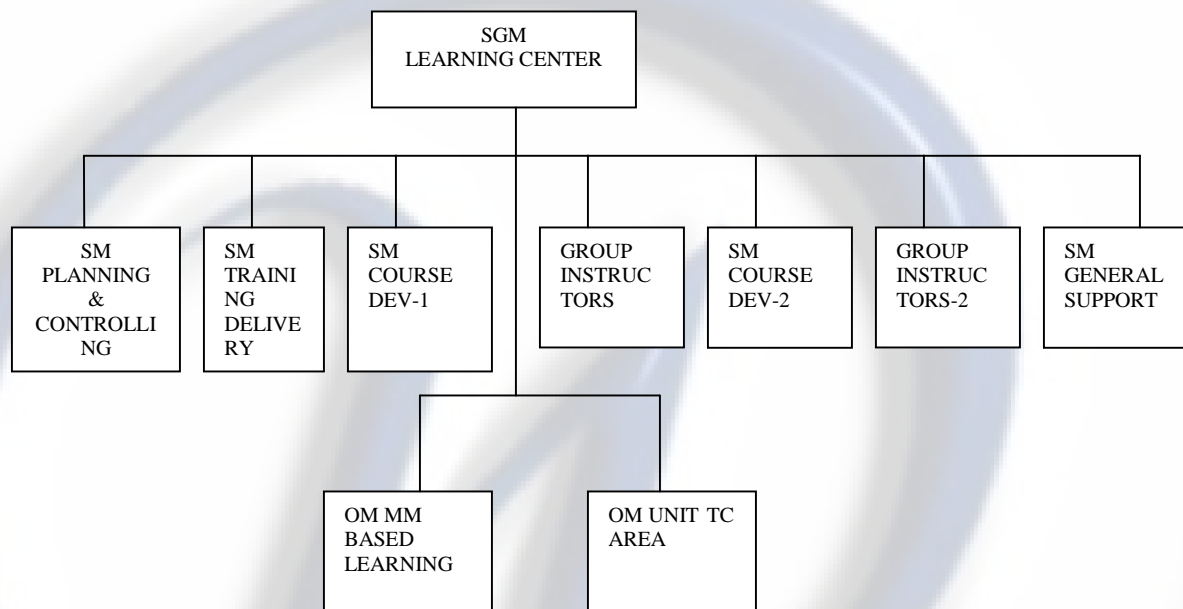 SGM
LEARNING CENTER
SM
PLANNING
&
CONTROLLI
NG
SM
TRAINI
NG
DELIVE
RY
SM
COURSE
DEV-1
GROUP
INSTRUC
TORS
SM
COURSE
DEV-2
GROUP
INSTRUC
TORS-2
SM
GENERAL
SUPPORT
OM MM
BASED
LEARNING
OM UNIT TC
AREA